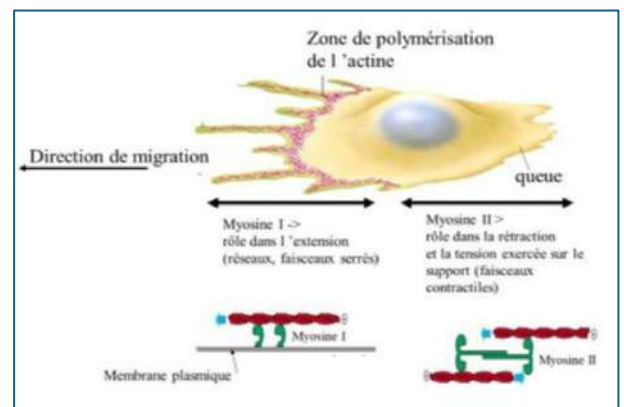 Zone de polymérisation
de l 'actine
Direction de migration
queue
Myosine I ->
rôle dans l 'extension
(réseaux, faisceaux serrés)
Myosine II >
rôle dans la rétraction
et la tension exercée sur le
support (faisceaux
contractiles)
Myosine I
Myosine II
Membrane plasmique